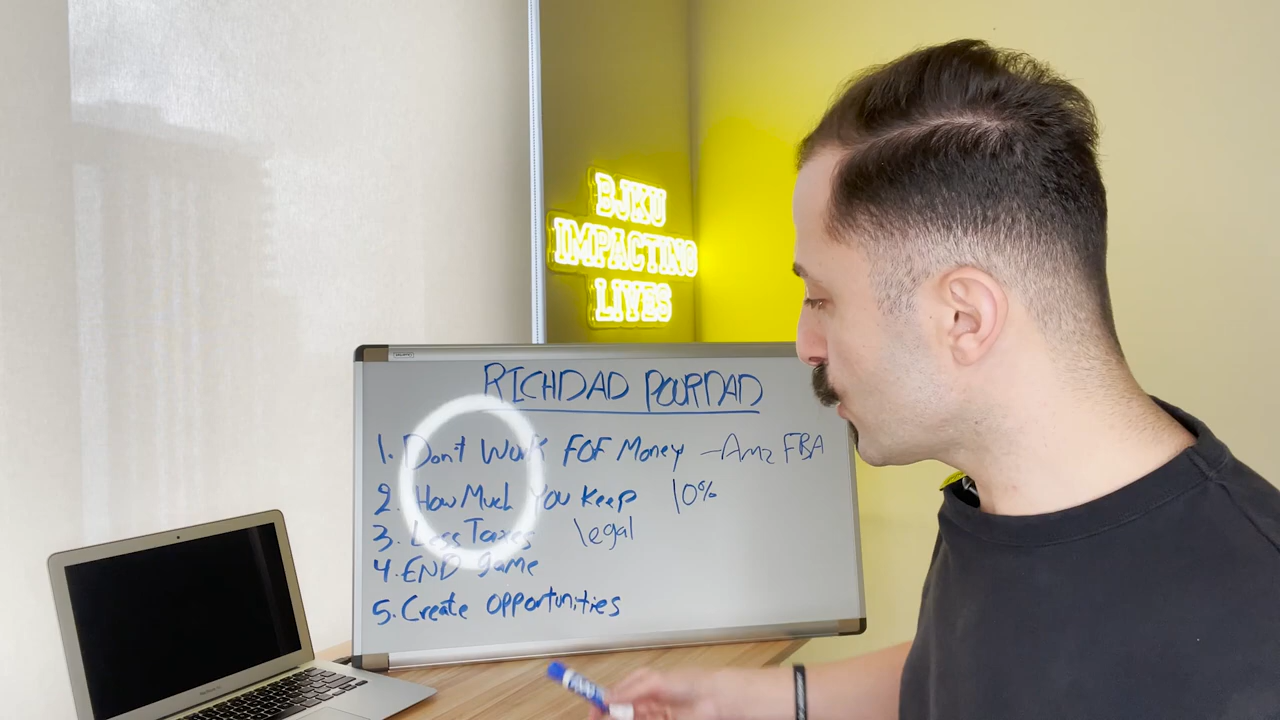 BJKU
IMPACTING
LIVES
RICHDAD POURDAD
1. Don't Work FOF Money - Amz FBA
2. How Much You Keep 10%
3. Less Taxes legal
4. END game
5. Create opportunities